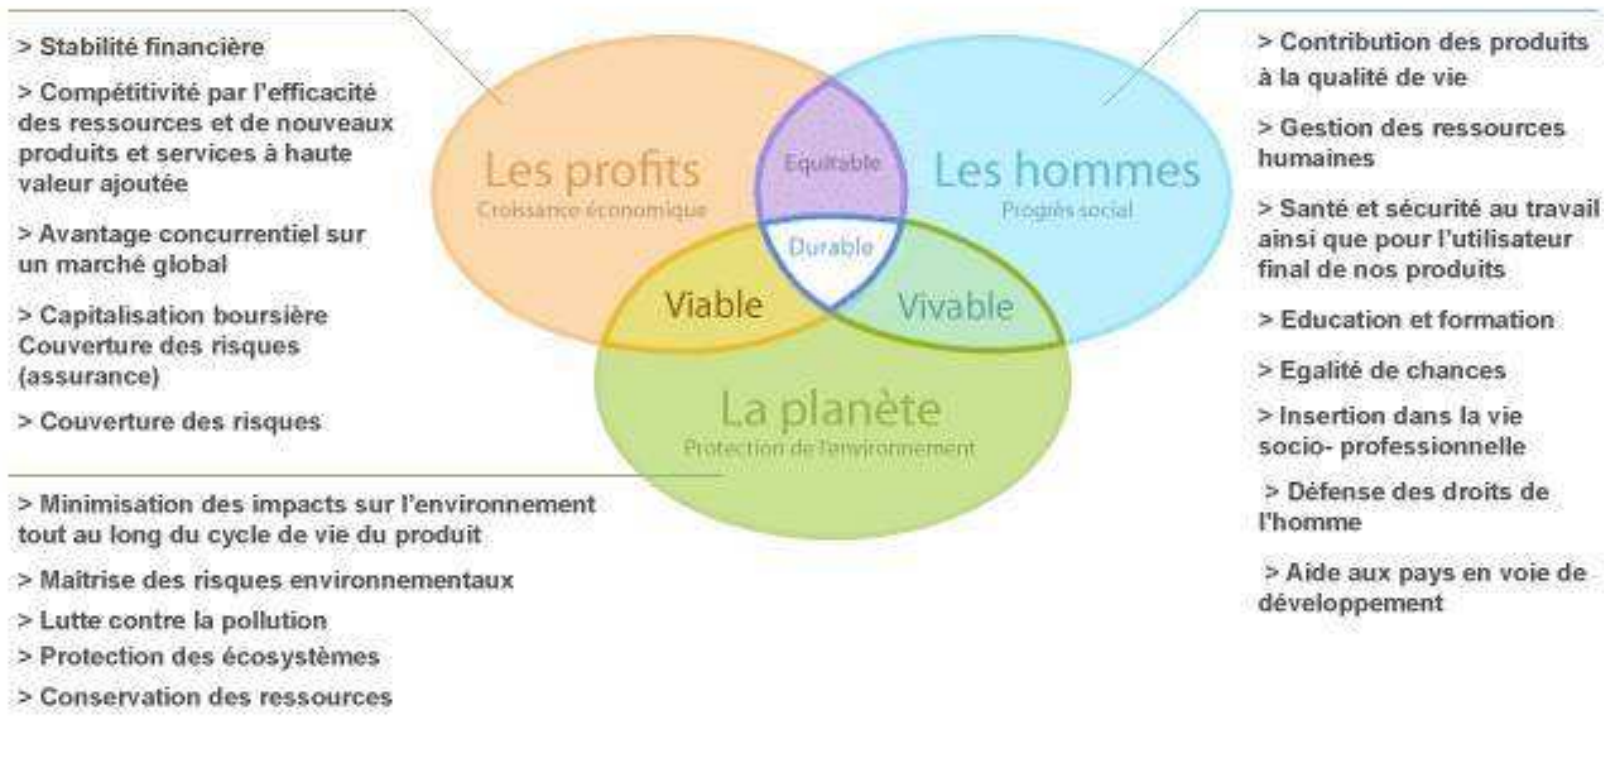 > Stabilité financière
> Compétitivité par l'efficacité
des ressources et de nouveaux
produits et services à haute
valeur ajoutée
> Avantage concurrentiel sur
un marché global
> Capitalisation boursière
Couverture des risques
(assurance)
> Couverture des risques
Les profits
Croissance économique
Equitable
Les hommes
Progrès social
Durable
Viable
Vivable
La planète
Protection de l'environnement
> Contribution des produits
à la qualité de vie
> Gestion des ressources
humaines
> Santé et sécurité au travail
ainsi que pour l'utilisateur
final de nos produits
> Education et formation
> Egalité de chances
> Insertion dans la vie
socio- professionnelle
> Défense des droits de
l'homme
> Aide aux pays en voie de
développement
> Minimisation des impacts sur l'environnement
tout au long du cycle de vie du produit
> Maîtrise des risques environnementaux
> Lutte contre la pollution
> Protection des écosystèmes
> Conservation des ressources